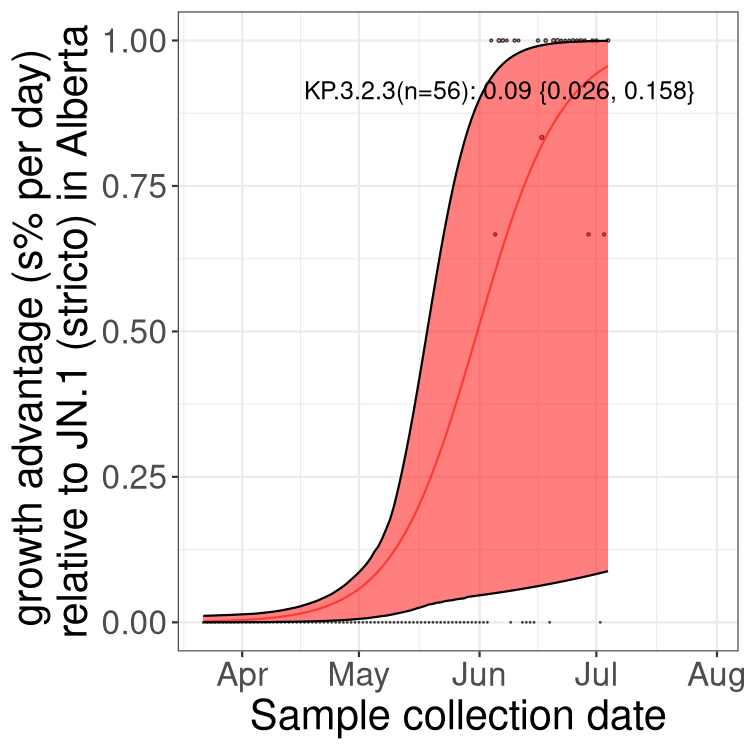 growth advantage (s% per day)
relative to JN.1 (stricto) in Alberta
1.00
0.75
0.50
0.25
0.00
KP.3.2.3(n=56): 0.09 {0.026, 0.158}
Apr May Jun Jul Aug
Sample collection date